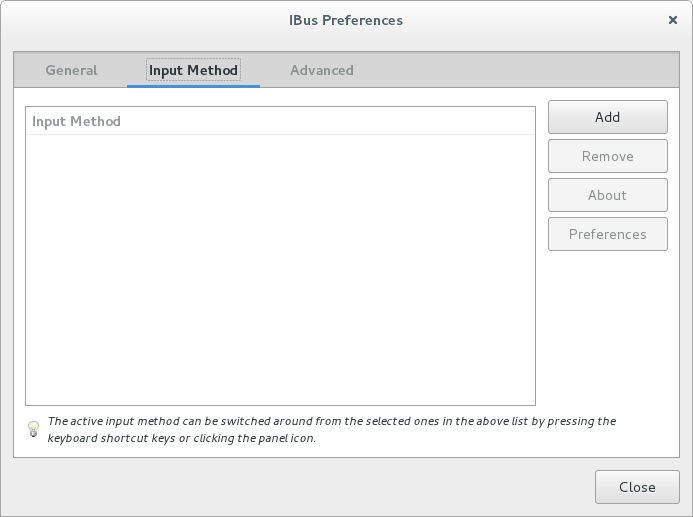 IBus Preferences
General
Input Method
Advanced
Input Method
Add
Remove
About
Preferences
The active input method can be switched around from the selected ones in the above list by pressing the
keyboard shortcut keys or clicking the panel icon.
Close